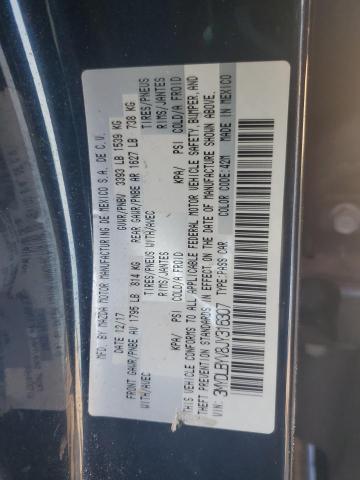 MFD. BY MAZDA MOTOR MANUFACTURING DE MEXICO S.A. DE C.V.
DATE 12/17 GVWR/PNBV 3393 LB 1539 KG
FRONT GAWR/PNBE AV 1795 LB 814 KG REAR GAWR/PNBE AR 1627 LB 738 KG
WITH/AVEC TIRES/PNEUS WITH/AVEC TIRES/PNEUS
RIMS/JANTES RIMS/JANTES
KPA/ PSI COLD/A FROID KPA/ PSI COLD/A FROID
THIS VEHICLE CONFORMS TO ALL APPLICABLE FEDERAL MOTOR VEHICLE SAFETY, BUMPER, AND
THEFT PREVENTION STANDARDS IN EFFECT ON THE DATE OF MANUFACTURE SHOWN ABOVE.
VIN: TYPE:PASS CAR COLOR CODE:42M MADE IN MEXICO